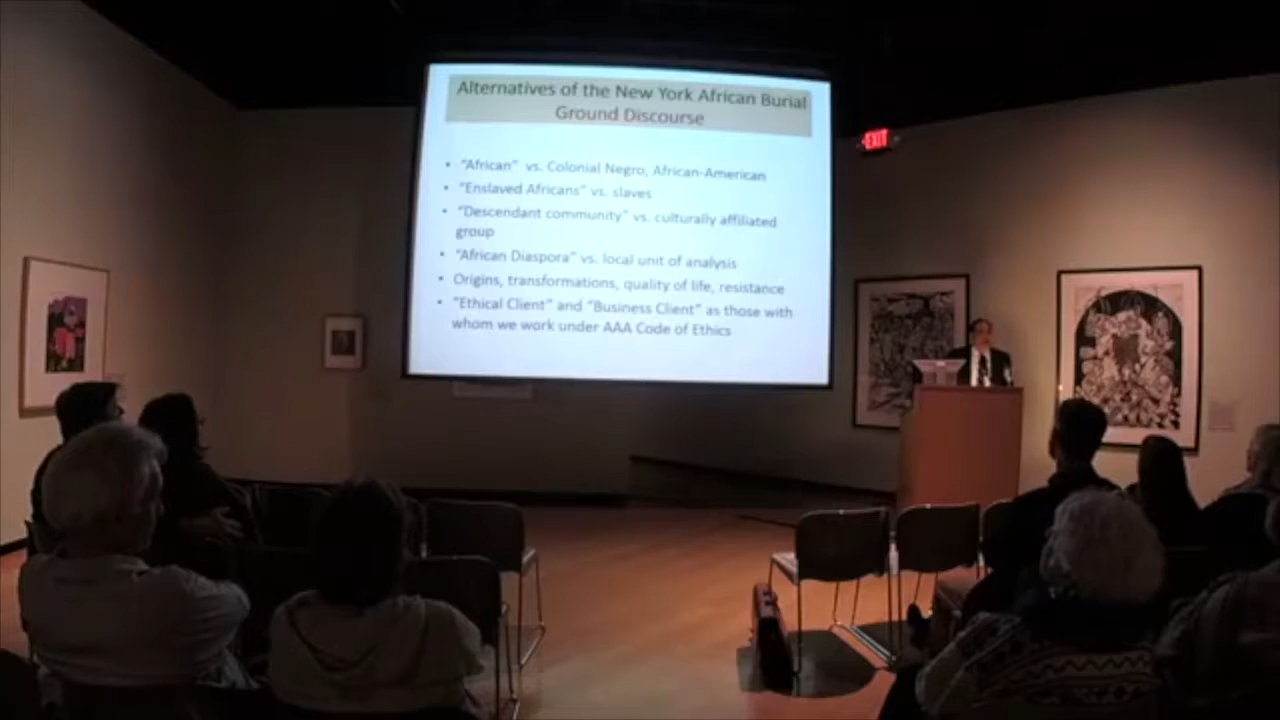 Alternatives of the New York African Burial
Ground Discourse
• "African" vs. Colonial Negro, African-American
• "Enslaved Africans" vs. slaves
• "Descendant community" vs. culturally affiliated
group
• "African Diaspora" vs. local unit of analysis
• Origins, transformations, quality of life, resistance
• "Ethical Client" and "Business Client" as those with
whom we work under AAA Code of Ethics
EXIT